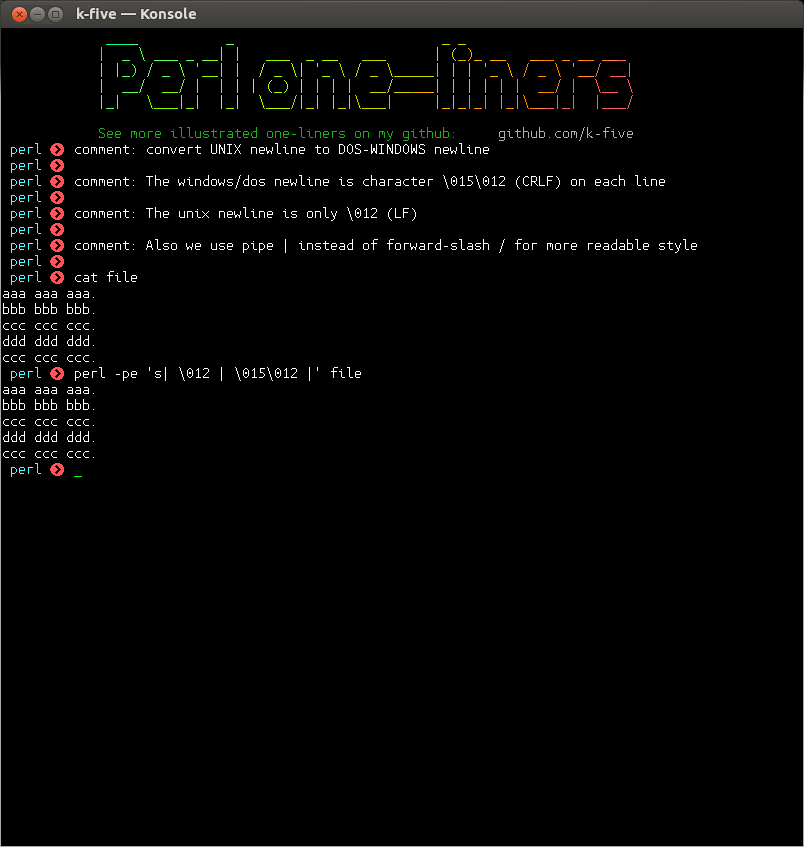 k-five — Konsole
Perl one-liners
See more illustrated one-liners on my github: github.com/k-five
perl comment: convert UNIX newline to DOS-WINDOWS newline
perl
perl comment: The windows/dos newline is character \015\012 (CRLF) on each line
perl
perl comment: The unix newline is only \012 (LF)
perl
perl comment: Also we use pipe | instead of forward-slash / for more readable style
perl
perl cat file
aaa aaa aaa.
bbb bbb bbb.
ccc ccc ccc.
ddd ddd ddd.
ccc ccc ccc.
perl perl -pe 's| \012 | \015\012 |' file
aaa aaa aaa.
bbb bbb bbb.
ccc ccc ccc.
ddd ddd ddd.
ccc ccc ccc.
perl _